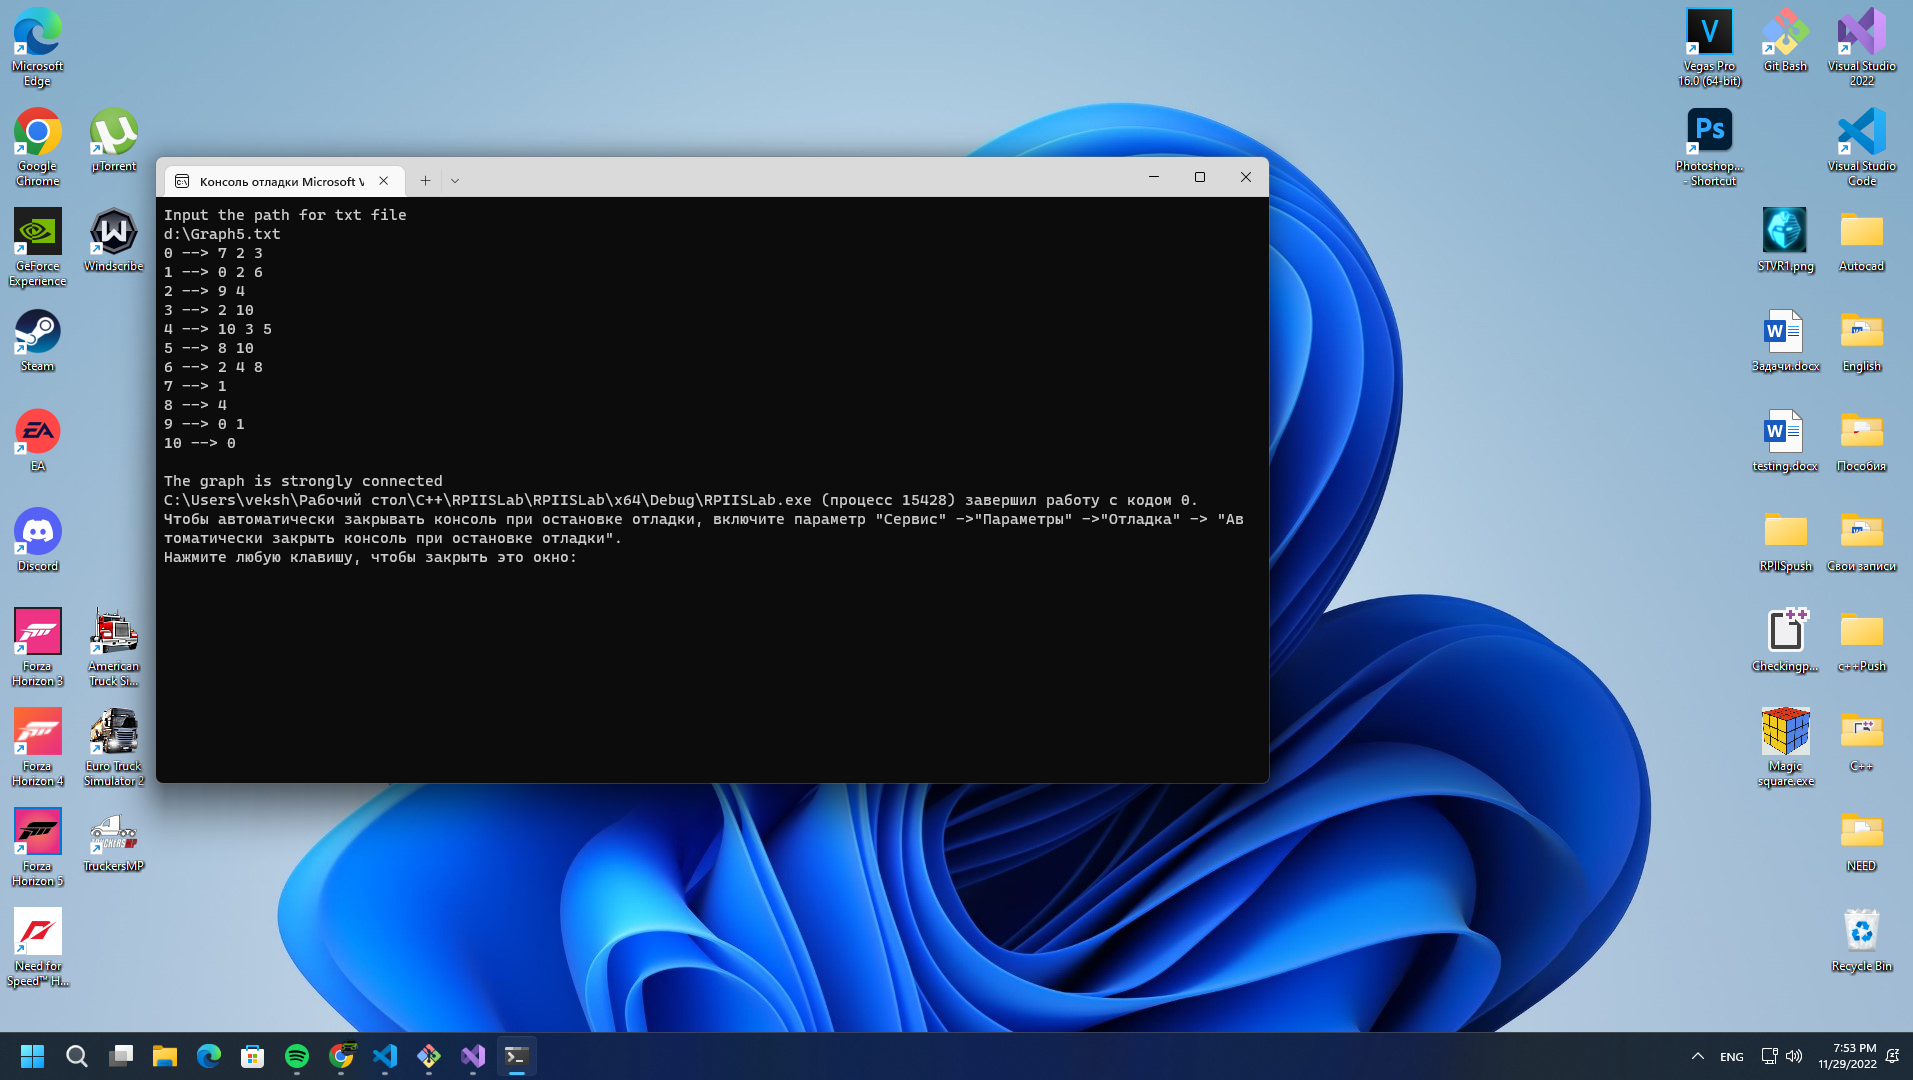 Microsoft
Edge
Google
Chrome
µTorrent
GeForce
Experience
Windscribe
Steam
EA
Discord
Forza
Horizon 3
American
Truck Si...
Forza
Horizon 4
Euro Truck
Simulator 2
Forza
Horizon 5
TruckersMP
Need for
Speed™ H...
Консоль отладки Microsoft V
Input the path for txt file
d:\Graph5.txt
0 --> 7 2 3
1 --> 0 2 6
2 --> 9 4
3 --> 2 10
4 --> 10 3 5
5 --> 8 10
6 --> 2 4 8
7 --> 1
8 --> 4
9 --> 0 1
10 --> 0
The graph is strongly connected
C:\Users\veksh\Рабочий стол\C++\RPIISLab\RPIISLab\x64\Debug\RPIISLab.exe (процесс 15428) завершил работу с кодом 0.
Чтобы автоматически закрывать консоль при остановке отладки, включите параметр "Сервис" ->"Параметры" ->"Отладка" -> "Ав
томатически закрыть консоль при остановке отладки".
Нажмите любую клавишу, чтобы закрыть это окно:
V
Vegas Pro
16.0 (64-bit)
Git Bash
Visual Studio
2022
Ps
Photoshop...
- Shortcut
Visual Studio
Code
STVR1.png
Autocad
Задачи.docx
English
testing.docx
Пособия
RPIISpush
Свои записи
Checkingp...
c++Push
Magic
square.exe
C++
NEED
Recycle Bin
ENG
7:53 PM
11/29/2022